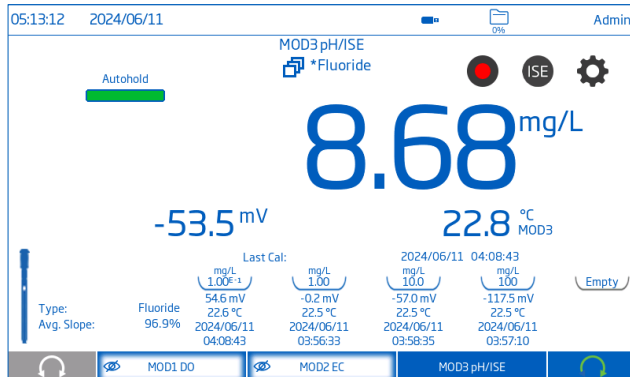 05:13:12 2024/06/11 0% Admin
MOD3 pH/ISE
*Fluoride
Autohold
ISE
8.68 mg/L
-53.5 mV 22.8 °C MOD3
Last Cal: 2024/06/11 04:08:43
mg/L mg/L mg/L mg/L
1.00E-1 1.00 10.0 100 Empty
54.6 mV -0.2 mV -57.0 mV -117.5 mV
Type: Fluoride 22.6 °C 22.5 °C 22.5 °C 22.5 °C
Avg. Slope: 96.9% 2024/06/11 2024/06/11 2024/06/11 2024/06/11
04:08:43 03:56:33 03:58:35 03:57:10
MOD1 DO MOD2 EC MOD3 pH/ISE